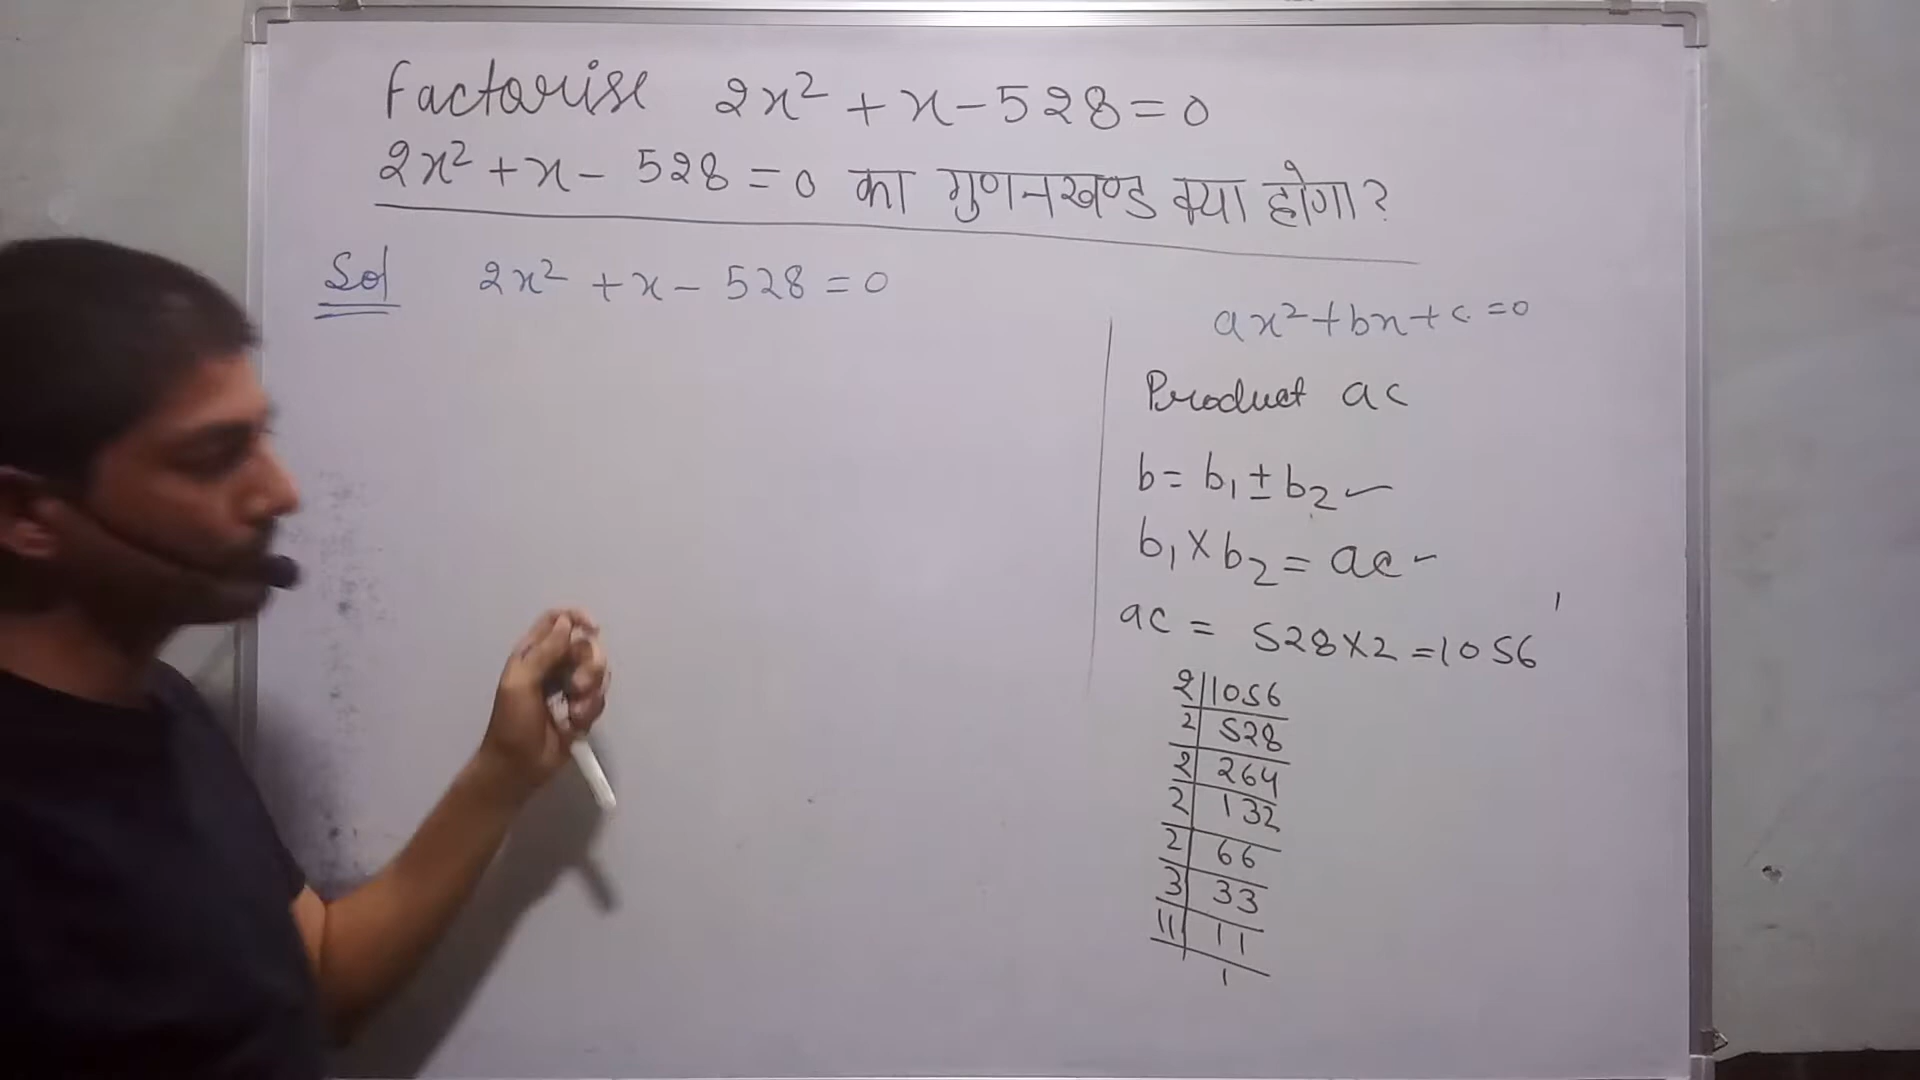 Factorise 2x² + x - 528 = 0
2x² + x - 528 = 0 का गुणनखण्ड क्या होगा?
Sol 2x² + x - 528 = 0
ax² + bx + c = 0
Product ac
b = b₁ ± b₂
b₁ × b₂ = ac
ac = 528 × 2 = 1056
2 | 1056
2 | 528
2 | 264
2 | 132
2 | 66
3 | 33
11 | 11
1